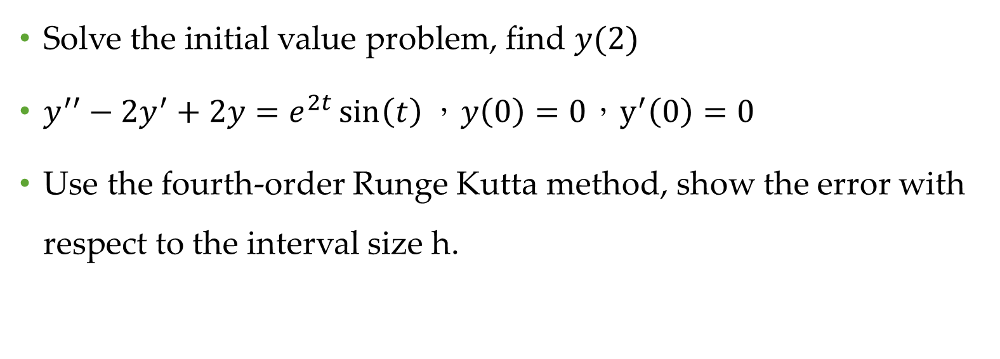 • Solve the initial value problem, find y(2)
• y′′ − 2y′ + 2y = e^{2t} sin(t) ，y(0) = 0，y′(0) = 0
• Use the fourth-order Runge Kutta method, show the error with
respect to the interval size h.